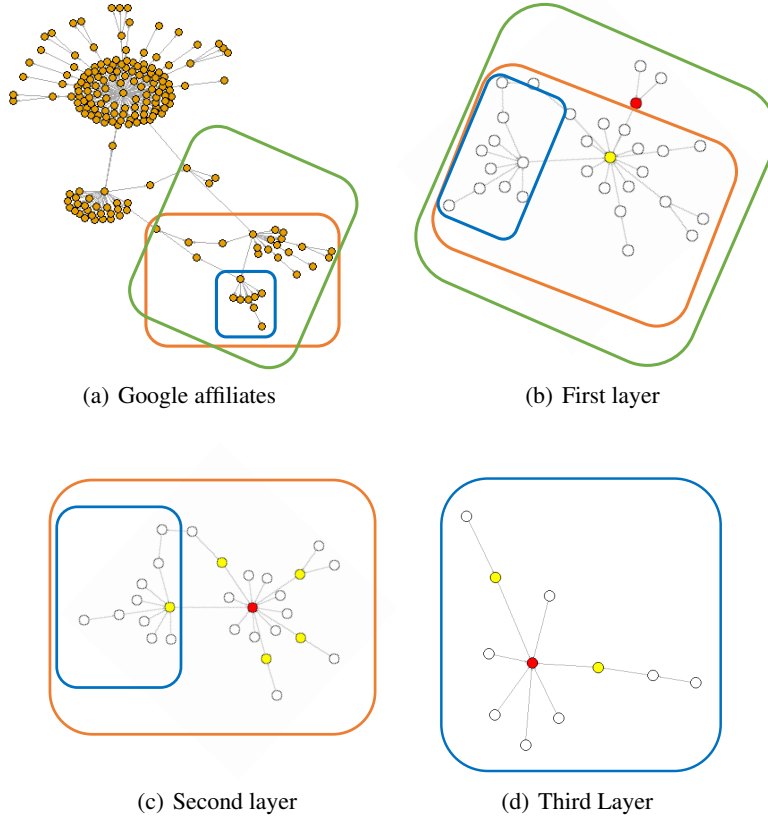 (a) Google affiliates
(b) First layer
(c) Second layer
(d) Third Layer